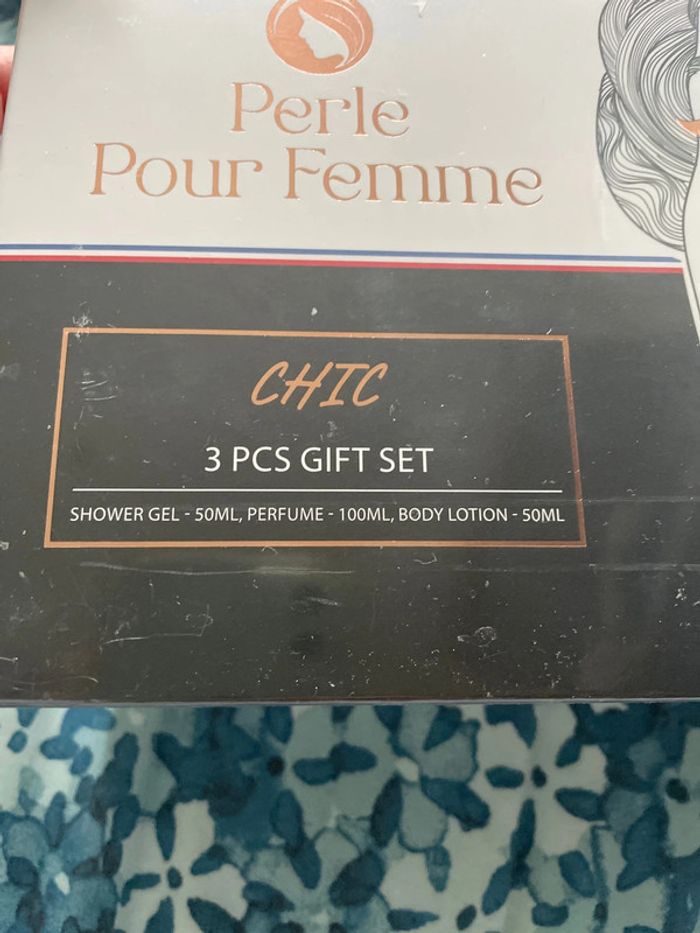 Perle
Pour Femme
CHIC
3 PCS GIFT SET
SHOWER GEL - 50ML, PERFUME - 100ML, BODY LOTION - 50ML